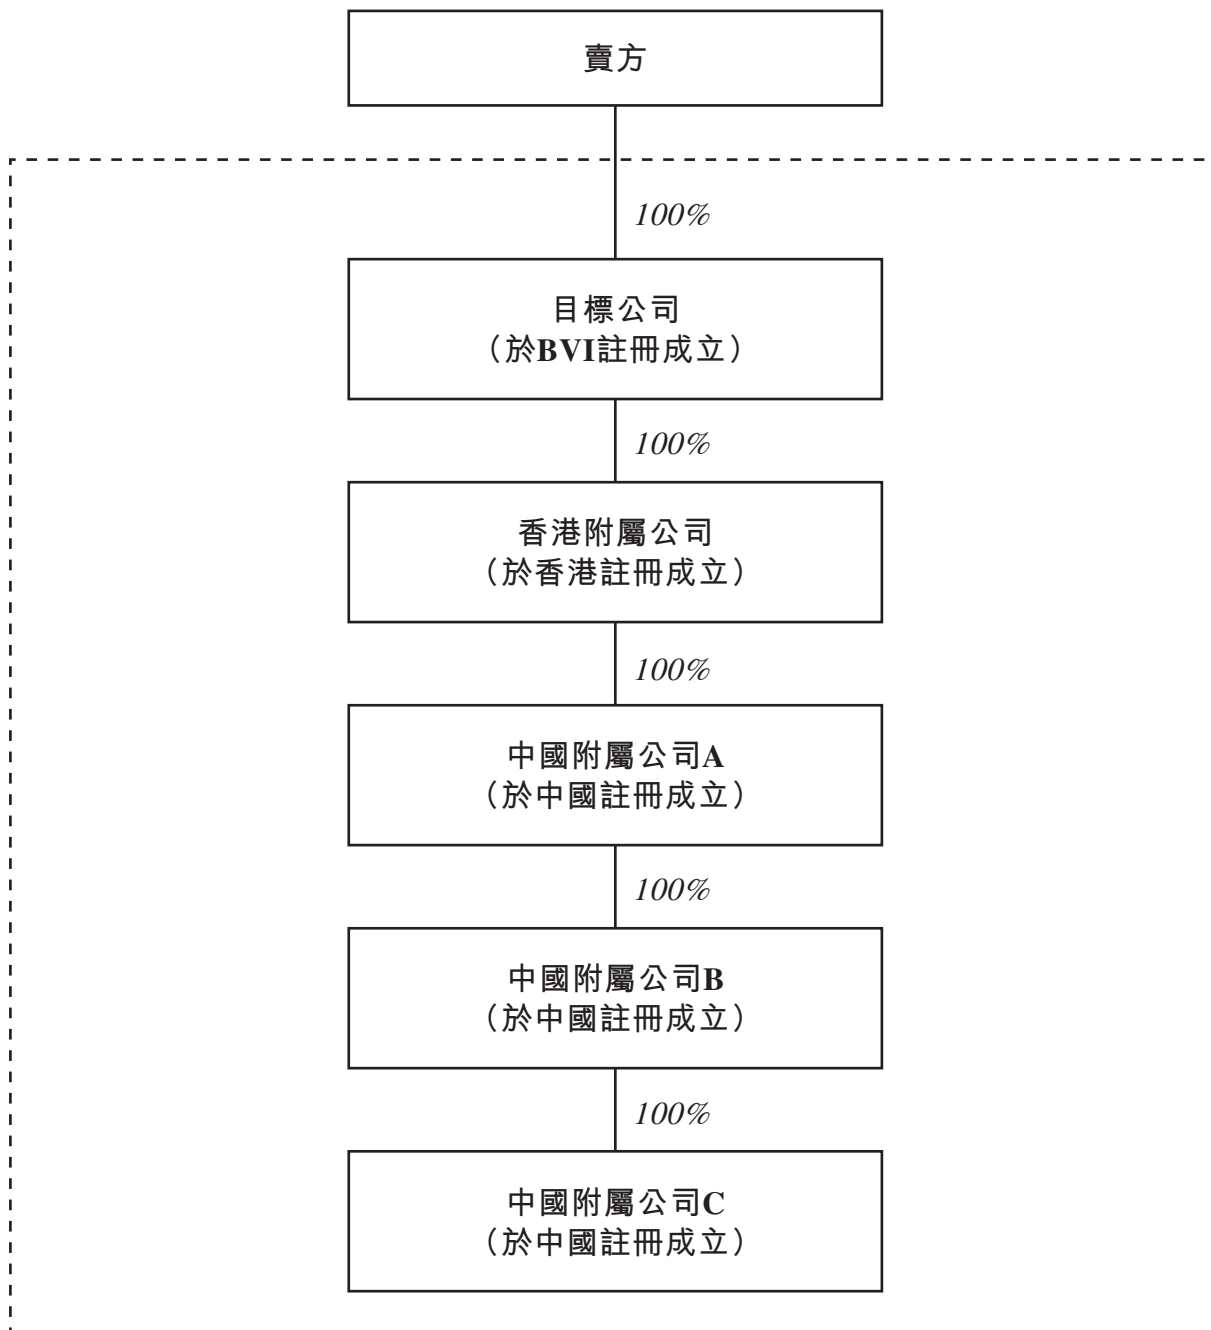 賣方
100%
目標公司
（於BVI註冊成立）
100%
香港附屬公司
（於香港註冊成立）
100%
中國附屬公司A
（於中國註冊成立）
100%
中國附屬公司B
（於中國註冊成立）
100%
中國附屬公司C
（於中國註冊成立）